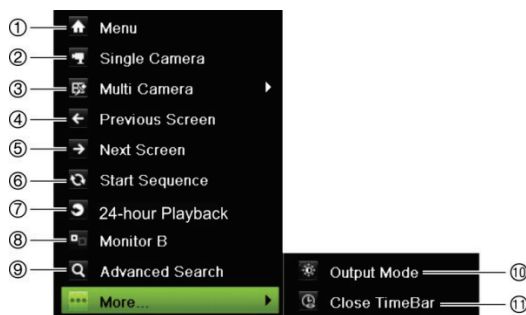 ① Menu
② Single Camera
③ Multi Camera
④ Previous Screen
⑤ Next Screen
⑥ Start Sequence
⑦ 24-hour Playback
⑧ Monitor B
⑨ Advanced Search
More...
Output Mode ⑩
Close TimeBar ⑪